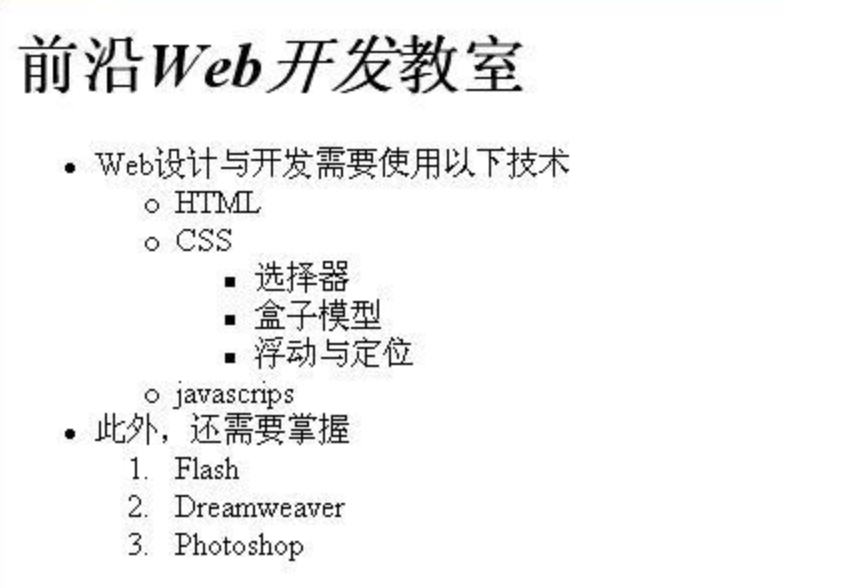 前沿Web开发教室
• Web设计与开发需要使用以下技术
○ HTML
○ CSS
▪ 选择器
▪ 盒子模型
▪ 浮动与定位
○ javascrips
• 此外，还需要掌握
1. Flash
2. Dreamweaver
3. Photoshop